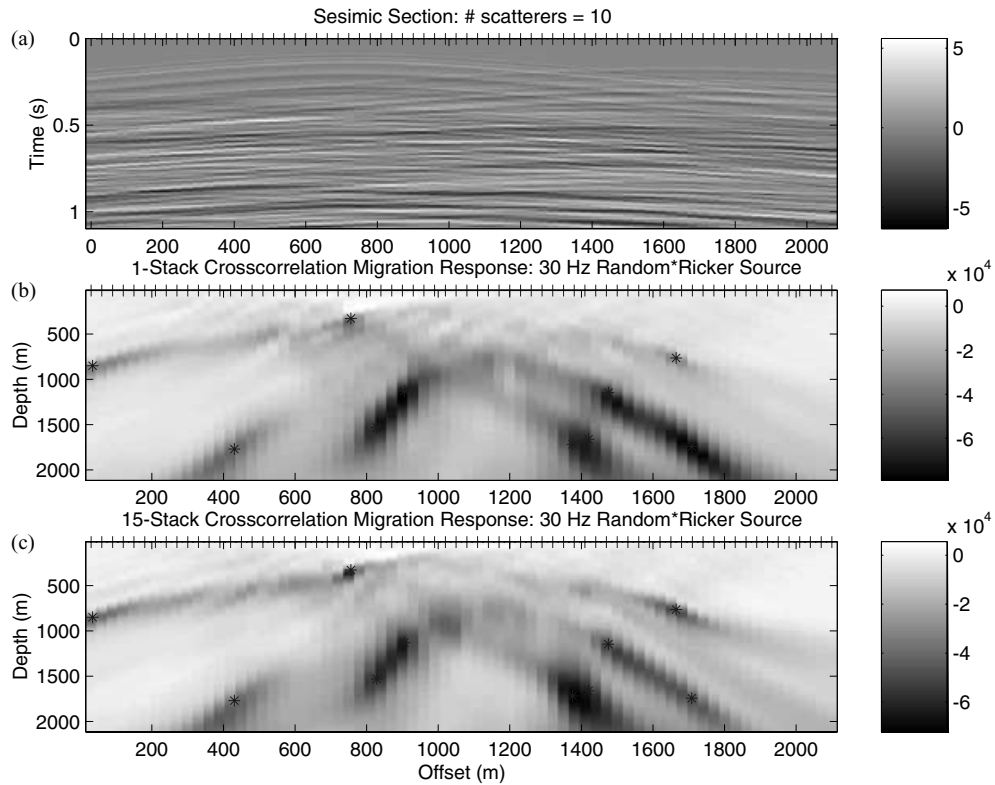 Sesimic Section: # scatterers = 10
(a)
0
0.5
1
Time (s)
0 200 400 600 800 1000 1200 1400 1600 1800 2000
5
0
-5
1-Stack Crosscorrelation Migration Response: 30 Hz Random*Ricker Source
(b)
500
1000
1500
2000
Depth (m)
200 400 600 800 1000 1200 1400 1600 1800 2000
x 10^4
0
-2
-4
-6
15-Stack Crosscorrelation Migration Response: 30 Hz Random*Ricker Source
(c)
500
1000
1500
2000
Depth (m)
200 400 600 800 1000 1200 1400 1600 1800 2000
Offset (m)
x 10^4
0
-2
-4
-6